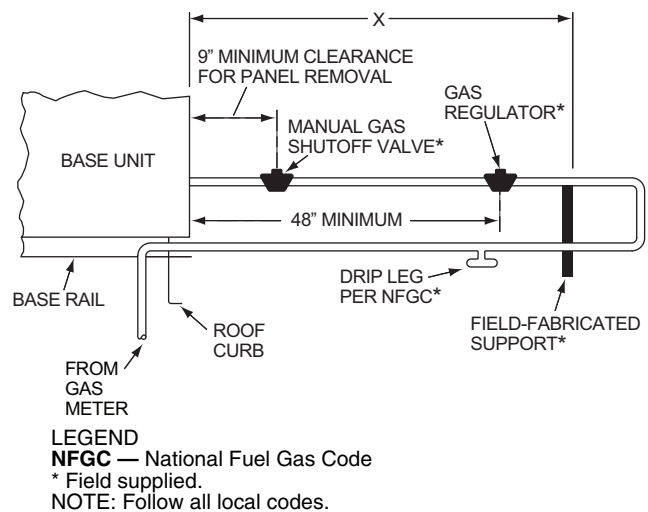 X
9” MINIMUM CLEARANCE
FOR PANEL REMOVAL
GAS
REGULATOR*
MANUAL GAS
SHUTOFF VALVE*
BASE UNIT
48” MINIMUM
BASE RAIL
DRIP LEG
PER NFGC*
ROOF
CURB
FIELD-FABRICATED
SUPPORT*
FROM
GAS
METER
LEGEND
NFGC — National Fuel Gas Code
* Field supplied.
NOTE: Follow all local codes.